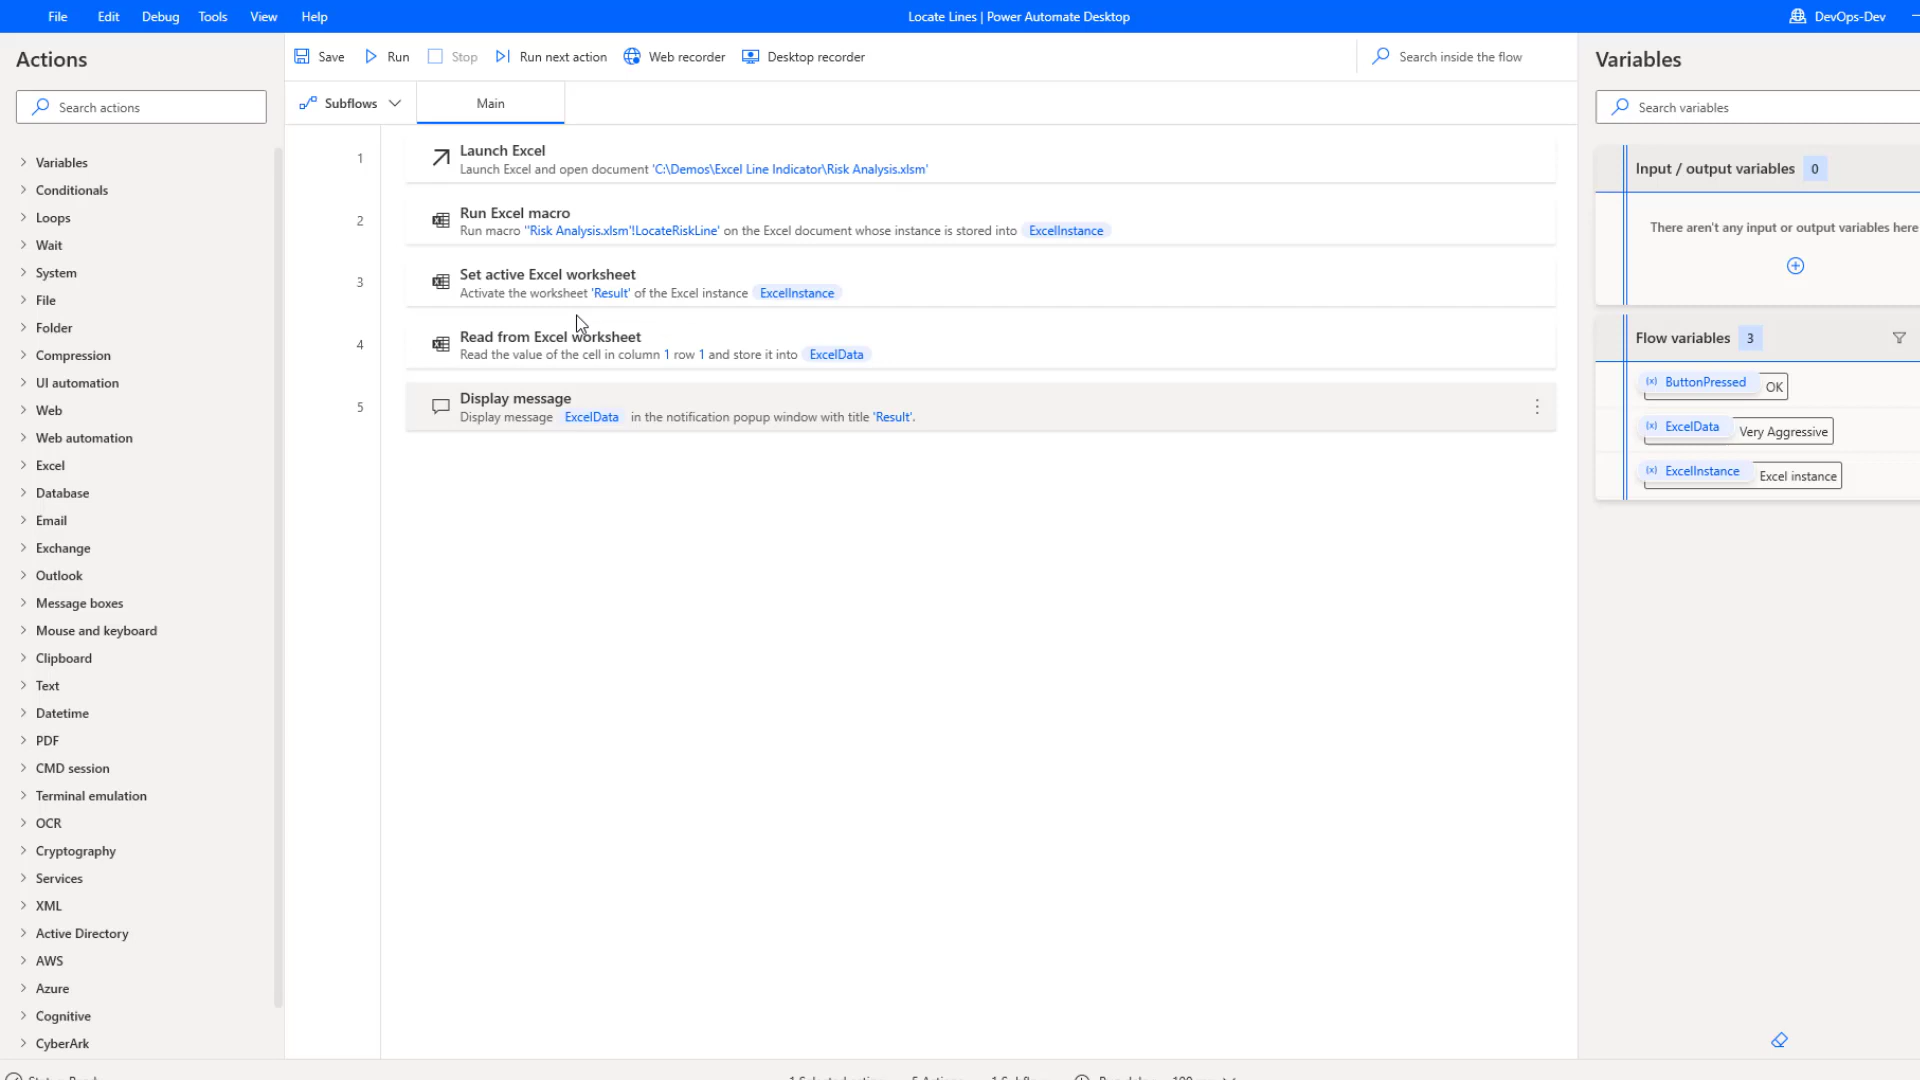 File Edit Debug Tools View Help
Locate Lines | Power Automate Desktop
DevOps-Dev
Actions
Search actions
Variables
Conditionals
Loops
Wait
System
File
Folder
Compression
UI automation
Web
Web automation
Excel
Database
Email
Exchange
Outlook
Message boxes
Mouse and keyboard
Clipboard
Text
Datetime
PDF
CMD session
Terminal emulation
OCR
Cryptography
Services
XML
Active Directory
AWS
Azure
Cognitive
CyberArk
Save Run Stop Run next action Web recorder Desktop recorder
Search inside the flow
Subflows Main
1 Launch Excel
Launch Excel and open document 'C:\Demos\Excel Line Indicator\Risk Analysis.xlsm'
2 Run Excel macro
Run macro ''Risk Analysis.xlsm'!LocateRiskLine' on the Excel document whose instance is stored into ExcelInstance
3 Set active Excel worksheet
Activate the worksheet 'Result' of the Excel instance ExcelInstance
4 Read from Excel worksheet
Read the value of the cell in column 1 row 1 and store it into ExcelData
5 Display message
Display message ExcelData in the notification popup window with title 'Result'.
Variables
Search variables
Input / output variables 0
There aren't any input or output variables here
Flow variables 3
(x) ButtonPressed OK
(x) ExcelData Very Aggressive
(x) ExcelInstance Excel instance